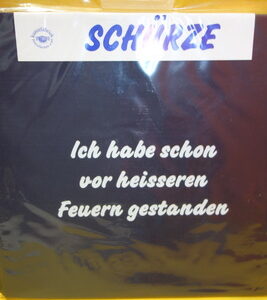 SCHÜRZE
Ich habe schon
vor heisseren
Feuern gestanden